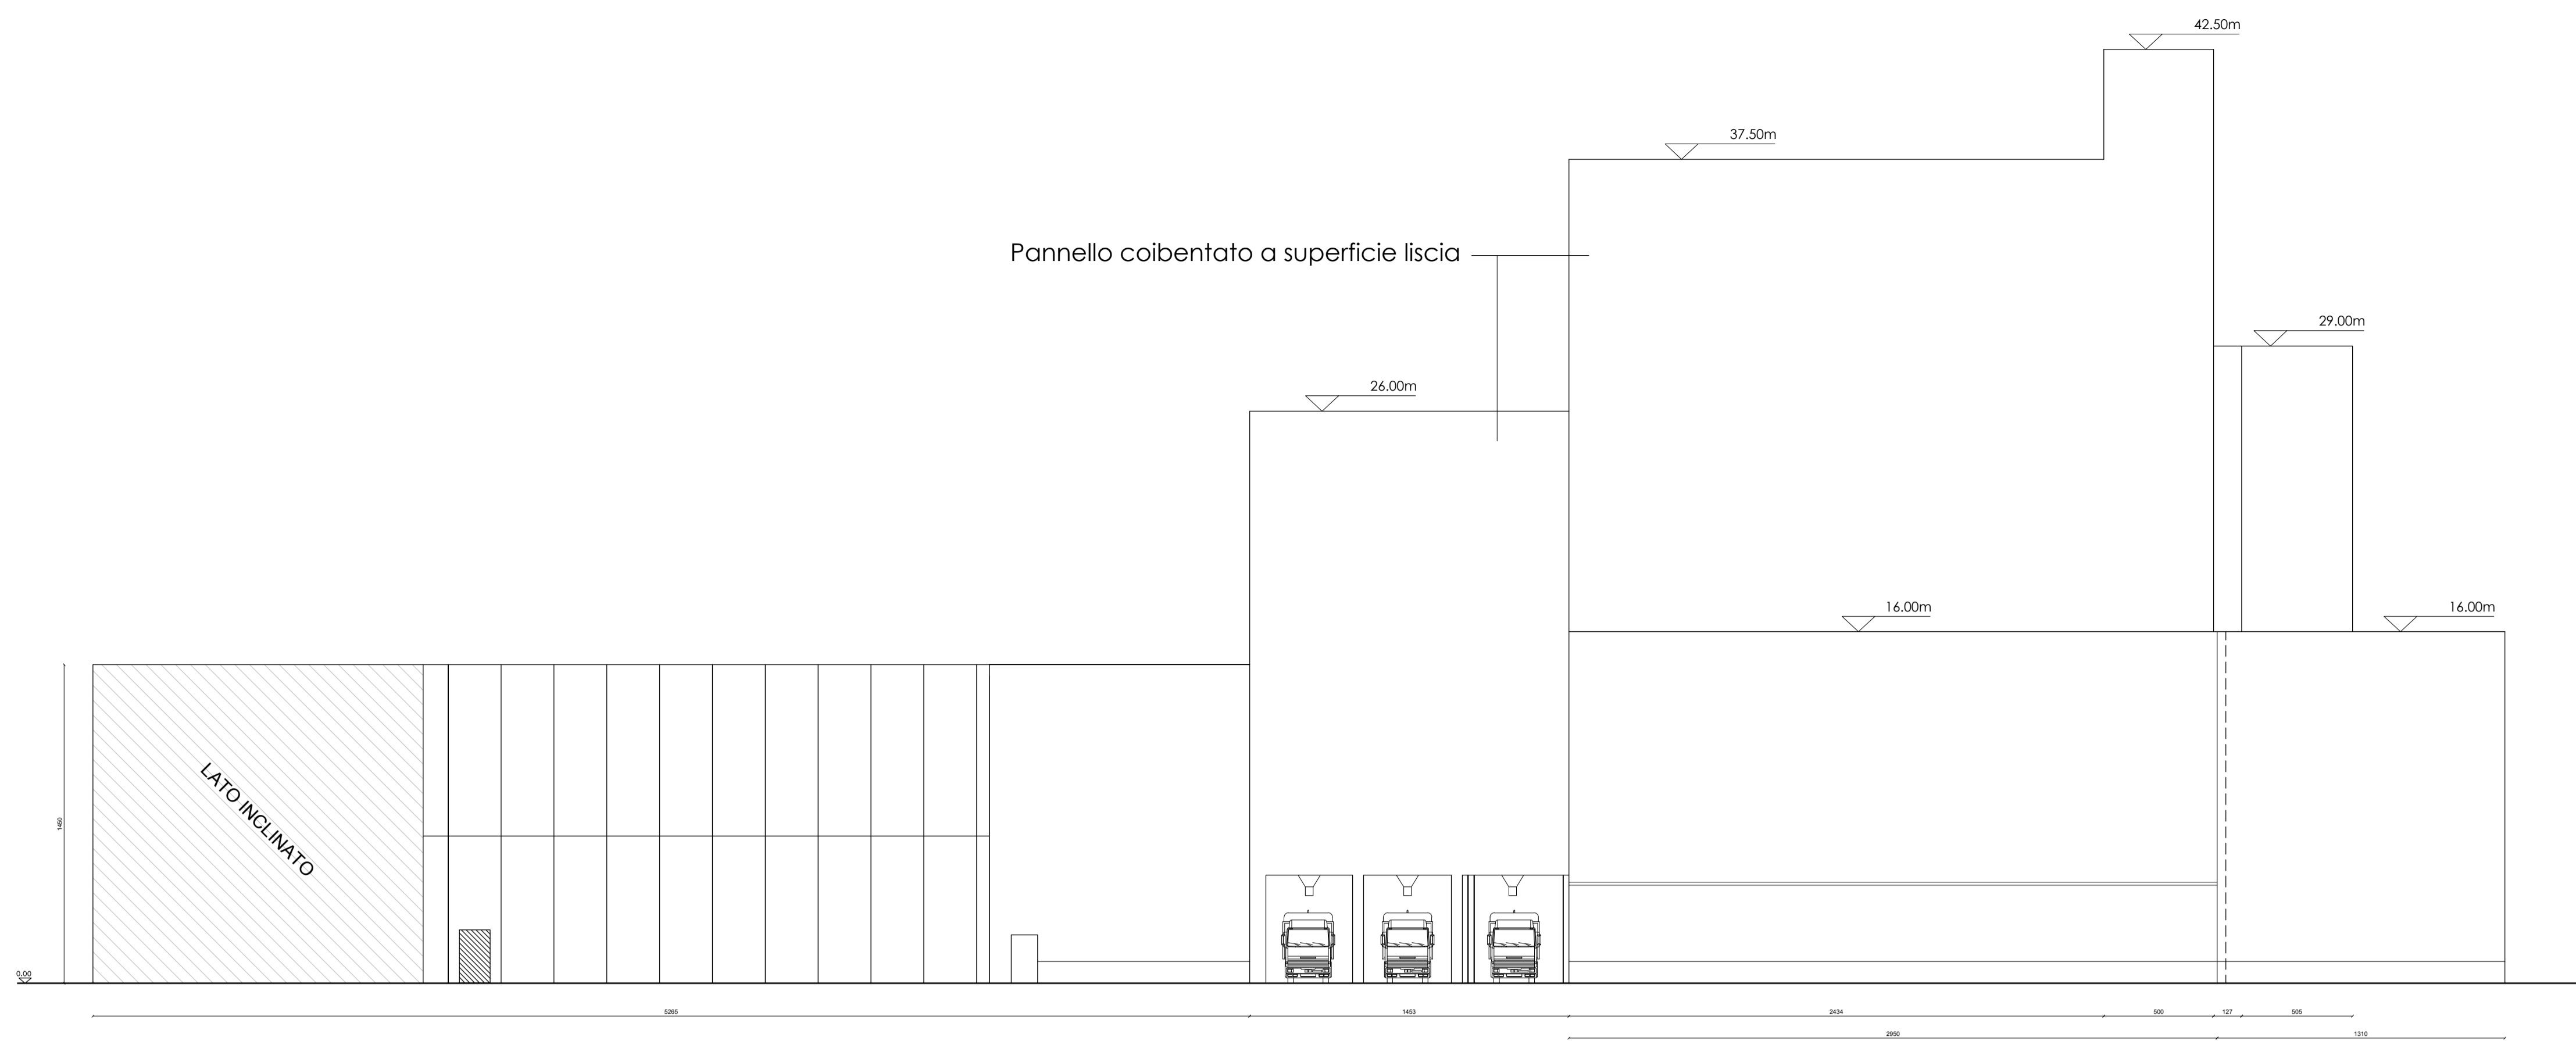 42.50m
37.50m
Pannello coibentato a superficie liscia
29.00m
26.00m
16.00m
16.00m
1450
LATO INCLINATO
0.00
5265
1453
2434
500
127
505
2950
1310